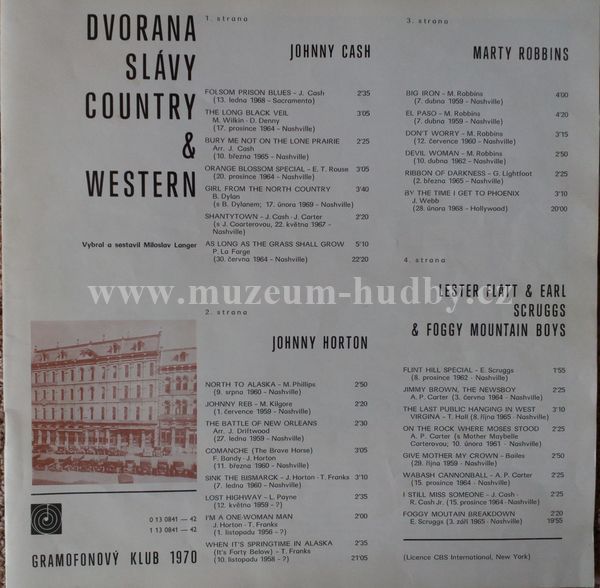 DVORANA
SLÁVY
COUNTRY
&
WESTERN
Vybral a sestavil Miloslav Langer
1. strana
JOHNNY CASH
FOLSOM PRISON BLUES - J. Cash 2'35
(13. ledna 1968 - Sacramento)
THE LONG BLACK VEIL 3'05
M. Wilkin - D. Denny
(17. prosince 1964 - Nashville)
BURY ME NOT ON THE LONE PRAIRIE 2'25
Arr. J. Cash
(10. března 1965 - Nashville)
ORANGE BLOSSOM SPECIAL - E. T. Rouse 3'05
(20. prosince 1964 - Nashville)
GIRL FROM THE NORTH COUNTRY 3'40
B. Dylan
(s B. Dylanem; 17. února 1969 - Nashville)
SHANTYTOWN - J. Cash - J. Carter 2'20
(s J. Coarterovou, 22. května 1967 -
Nashville)
AS LONG AS THE GRASS SHALL GROW 5'10
P. La Farge
(30. června 1964 - Nashville) 22'20
2. strana
JOHNNY HORTON
NORTH TO ALASKA - M. Phillips 2'50
(9. srpna 1960 - Nashville)
JOHNNY REB - M. Kilgore 2'20
(1. července 1959 - Nashville)
THE BATTLE OF NEW ORLEANS 2'30
Arr. J. Driftwood
(27. ledna 1959 - Nashville)
COMANCHE (The Brave Horse) 3'05
F. Bandy - J. Horton
(11. března 1960 - Nashville)
SINK THE BISMARCK - J. Horton - T. Franks 3'10
(7. ledna 1960 - Nashville)
LOST HIGHWAY - L. Payne 2'35
(12. května 1959 - ?)
I'M A ONE-WOMAN MAN 2'00
J. Horton - T. Franks
(1. listopadu 1956 - ?)
WHEN IT'S SPRINGTIME IN ALASKA 2'35
(It's Forty Below) - T. Franks
(10. listopadu 1958 - ?) 21'05
3. strana
MARTY ROBBINS
BIG IRON - M. Robbins 4'00
(7. dubna 1959 - Nashville)
EL PASO - M. Robbins 4'20
(7. dubna 1959 - Nashville)
DON'T WORRY - M. Robbins 3'15
(12. července 1960 - Nashville)
DEVIL WOMAN - M. Robbins 2'50
(10. dubna 1962 - Nashville)
RIBBON OF DARKNESS - G. Lightfoot 2'25
(2. března 1965 - Nashville)
BY THE TIME I GET TO PHOENIX 3'10
J. Webb
(28. února 1968 - Hollywood) 20'00
4. strana
LESTER FLATT & EARL
SCRUGGS
& FOGGY MOUNTAIN BOYS
FLINT HILL SPECIAL - E. Scruggs 1'55
(8. prosince 1962 - Nashville)
JIMMY BROWN, THE NEWSBOY 2'25
A. P. Carter (3. června 1964 - Nashville)
THE LAST PUBLIC HANGING IN WEST 3'10
VIRGINA - T. Hall (8. října 1965 - Nashville)
ON THE ROCK WHERE MOSES STOOD 2'25
A. P. Carter (s Mother Maybelle
Carterovou; 10. února 1961 - Nashville)
GIVE MOTHER MY CROWN - Bailes 2'50
(29. října 1959 - Nashville)
WABASH CANNONBALL - A. P. Carter 2'25
(15. prosince 1964 - Nashville)
I STILL MISS SOMEONE - J. Cash - 2'25
R. Cash Jr. (15. prosince 1964 - Nashville)
FOGGY MOUTAIN BREAKDOWN 2'20
E. Scruggs (3. září 1965 - Nashville) 19'55
(Licence CBS International, New York)
0 13 0841 — 42
1 13 0841 — 42
GRAMOFONOVÝ KLUB 1970
www.muzeum-hudby.cz